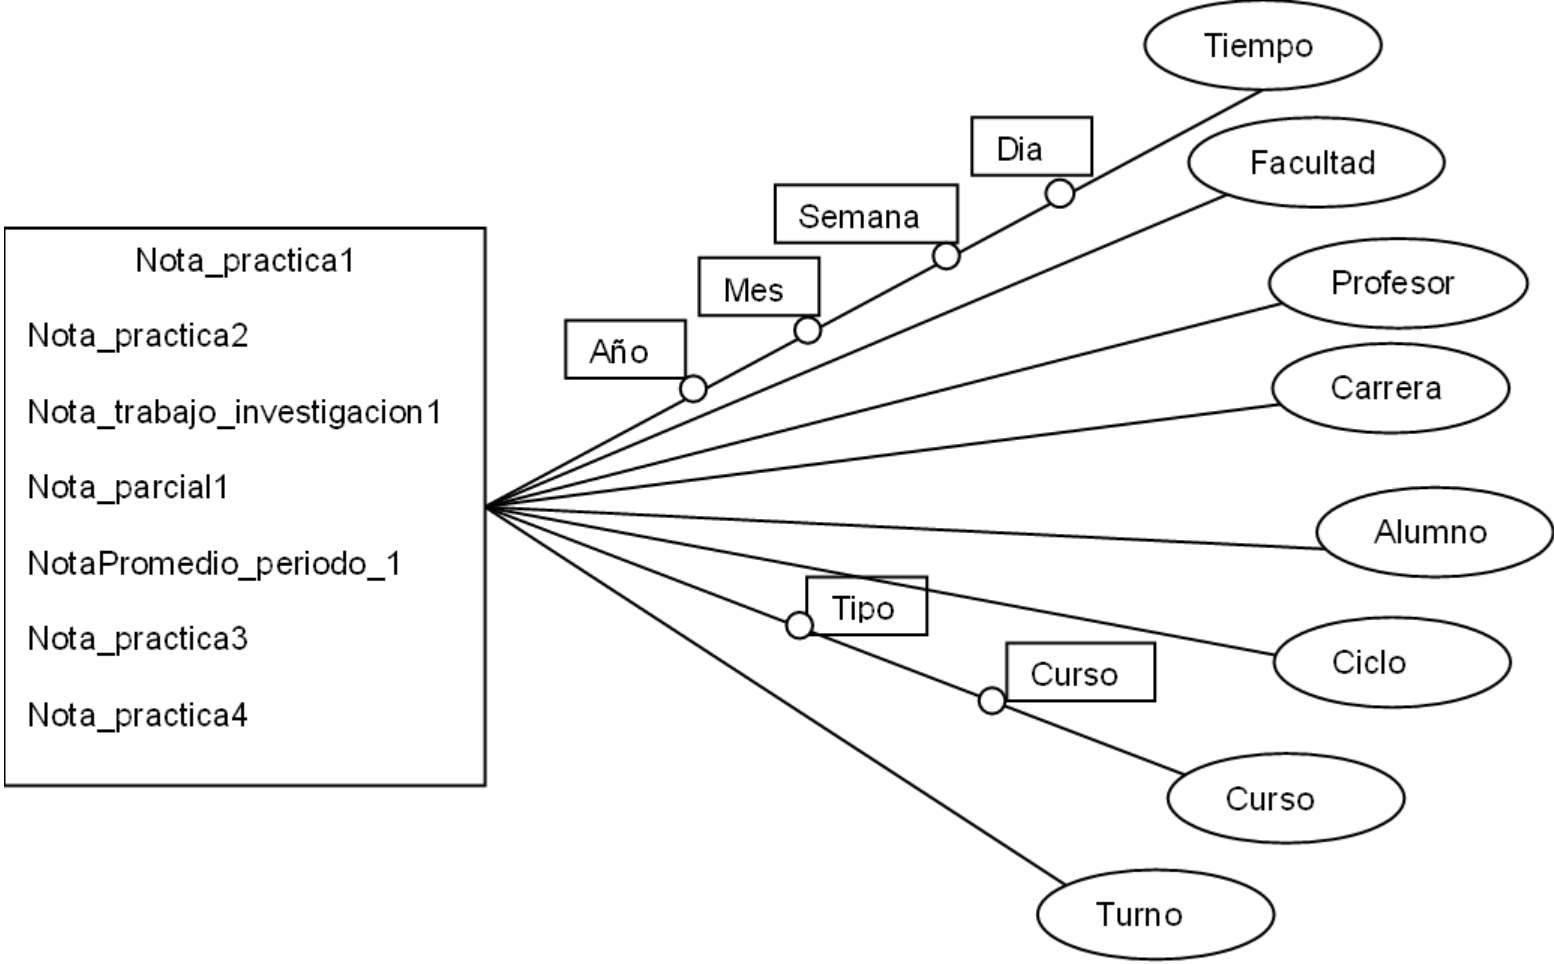 Nota_practica1
Nota_practica2
Nota_trabajo_investigacion1
Nota_parcial1
NotaPromedio_periodo_1
Nota_practica3
Nota_practica4
Año
Mes
Semana
Dia
Tiempo
Facultad
Profesor
Carrera
Alumno
Ciclo
Tipo
Curso
Curso
Turno